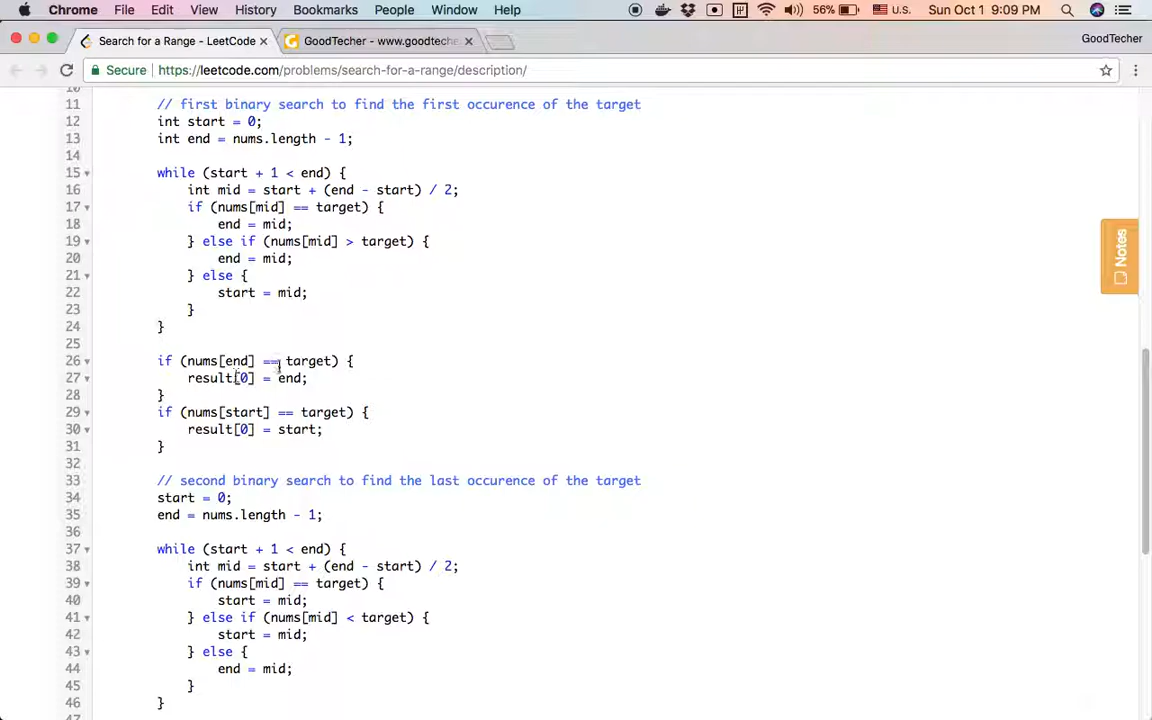 Chrome File Edit View History Bookmarks People Window Help 56% U.S. Sun Oct 1 9:09 PM
Search for a Range - LeetCode GoodTecher - www.goodteche GoodTecher
Secure https://leetcode.com/problems/search-for-a-range/description/
11 // first binary search to find the first occurence of the target
12 int start = 0;
13 int end = nums.length - 1;
14
15 while (start + 1 < end) {
16 int mid = start + (end - start) / 2;
17 if (nums[mid] == target) {
18 end = mid;
19 } else if (nums[mid] > target) {
20 end = mid;
21 } else {
22 start = mid;
23 }
24 }
25
26 if (nums[end] == target) {
27 result[0] = end;
28 }
29 if (nums[start] == target) {
30 result[0] = start;
31 }
32
33 // second binary search to find the last occurence of the target
34 start = 0;
35 end = nums.length - 1;
36
37 while (start + 1 < end) {
38 int mid = start + (end - start) / 2;
39 if (nums[mid] == target) {
40 start = mid;
41 } else if (nums[mid] < target) {
42 start = mid;
43 } else {
44 end = mid;
45 }
46 }
Notes